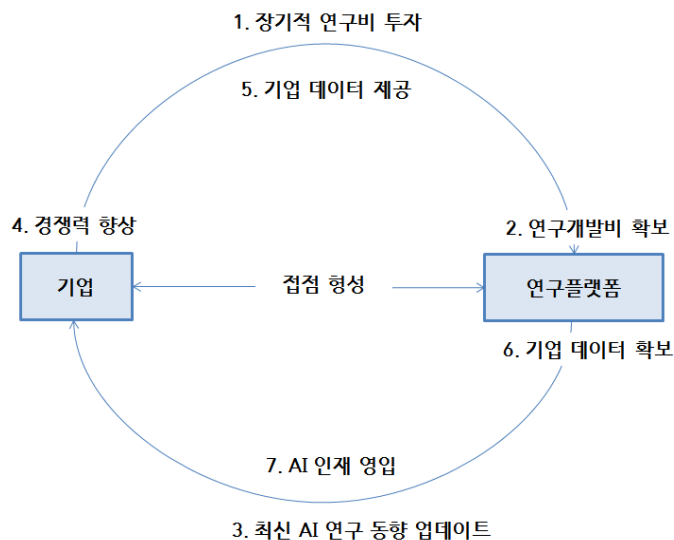 1. 장기적 연구비 투자
5. 기업 데이터 제공
4. 경쟁력 향상
2. 연구개발비 확보
기업
접점 형성
연구플랫폼
6. 기업 데이터 확보
7. AI 인재 영입
3. 최신 AI 연구 동향 업데이트